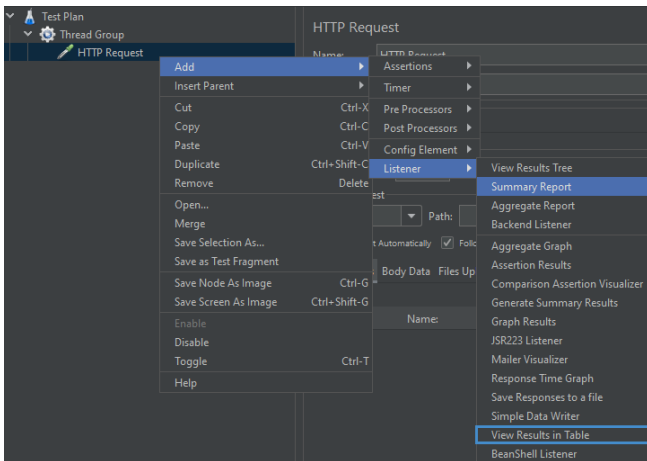 Test Plan
Thread Group
HTTP Request
HTTP Request
Name: HTTP Request
Add
Insert Parent
Cut Ctrl-X
Copy Ctrl-C
Paste Ctrl-V
Duplicate Ctrl+Shift-C
Remove Delete
Open...
Merge
Save Selection As...
Save as Test Fragment
Save Node As Image Ctrl-G
Save Screen As Image Ctrl+Shift-G
Enable
Disable
Toggle Ctrl-T
Help
Assertions
Timer
Pre Processors
Post Processors
Config Element
Listener
est
Path:
t Automatically Follo
Body Data Files Up
Name:
View Results Tree
Summary Report
Aggregate Report
Backend Listener
Aggregate Graph
Assertion Results
Comparison Assertion Visualizer
Generate Summary Results
Graph Results
JSR223 Listener
Mailer Visualizer
Response Time Graph
Save Responses to a file
Simple Data Writer
View Results in Table
BeanShell Listener